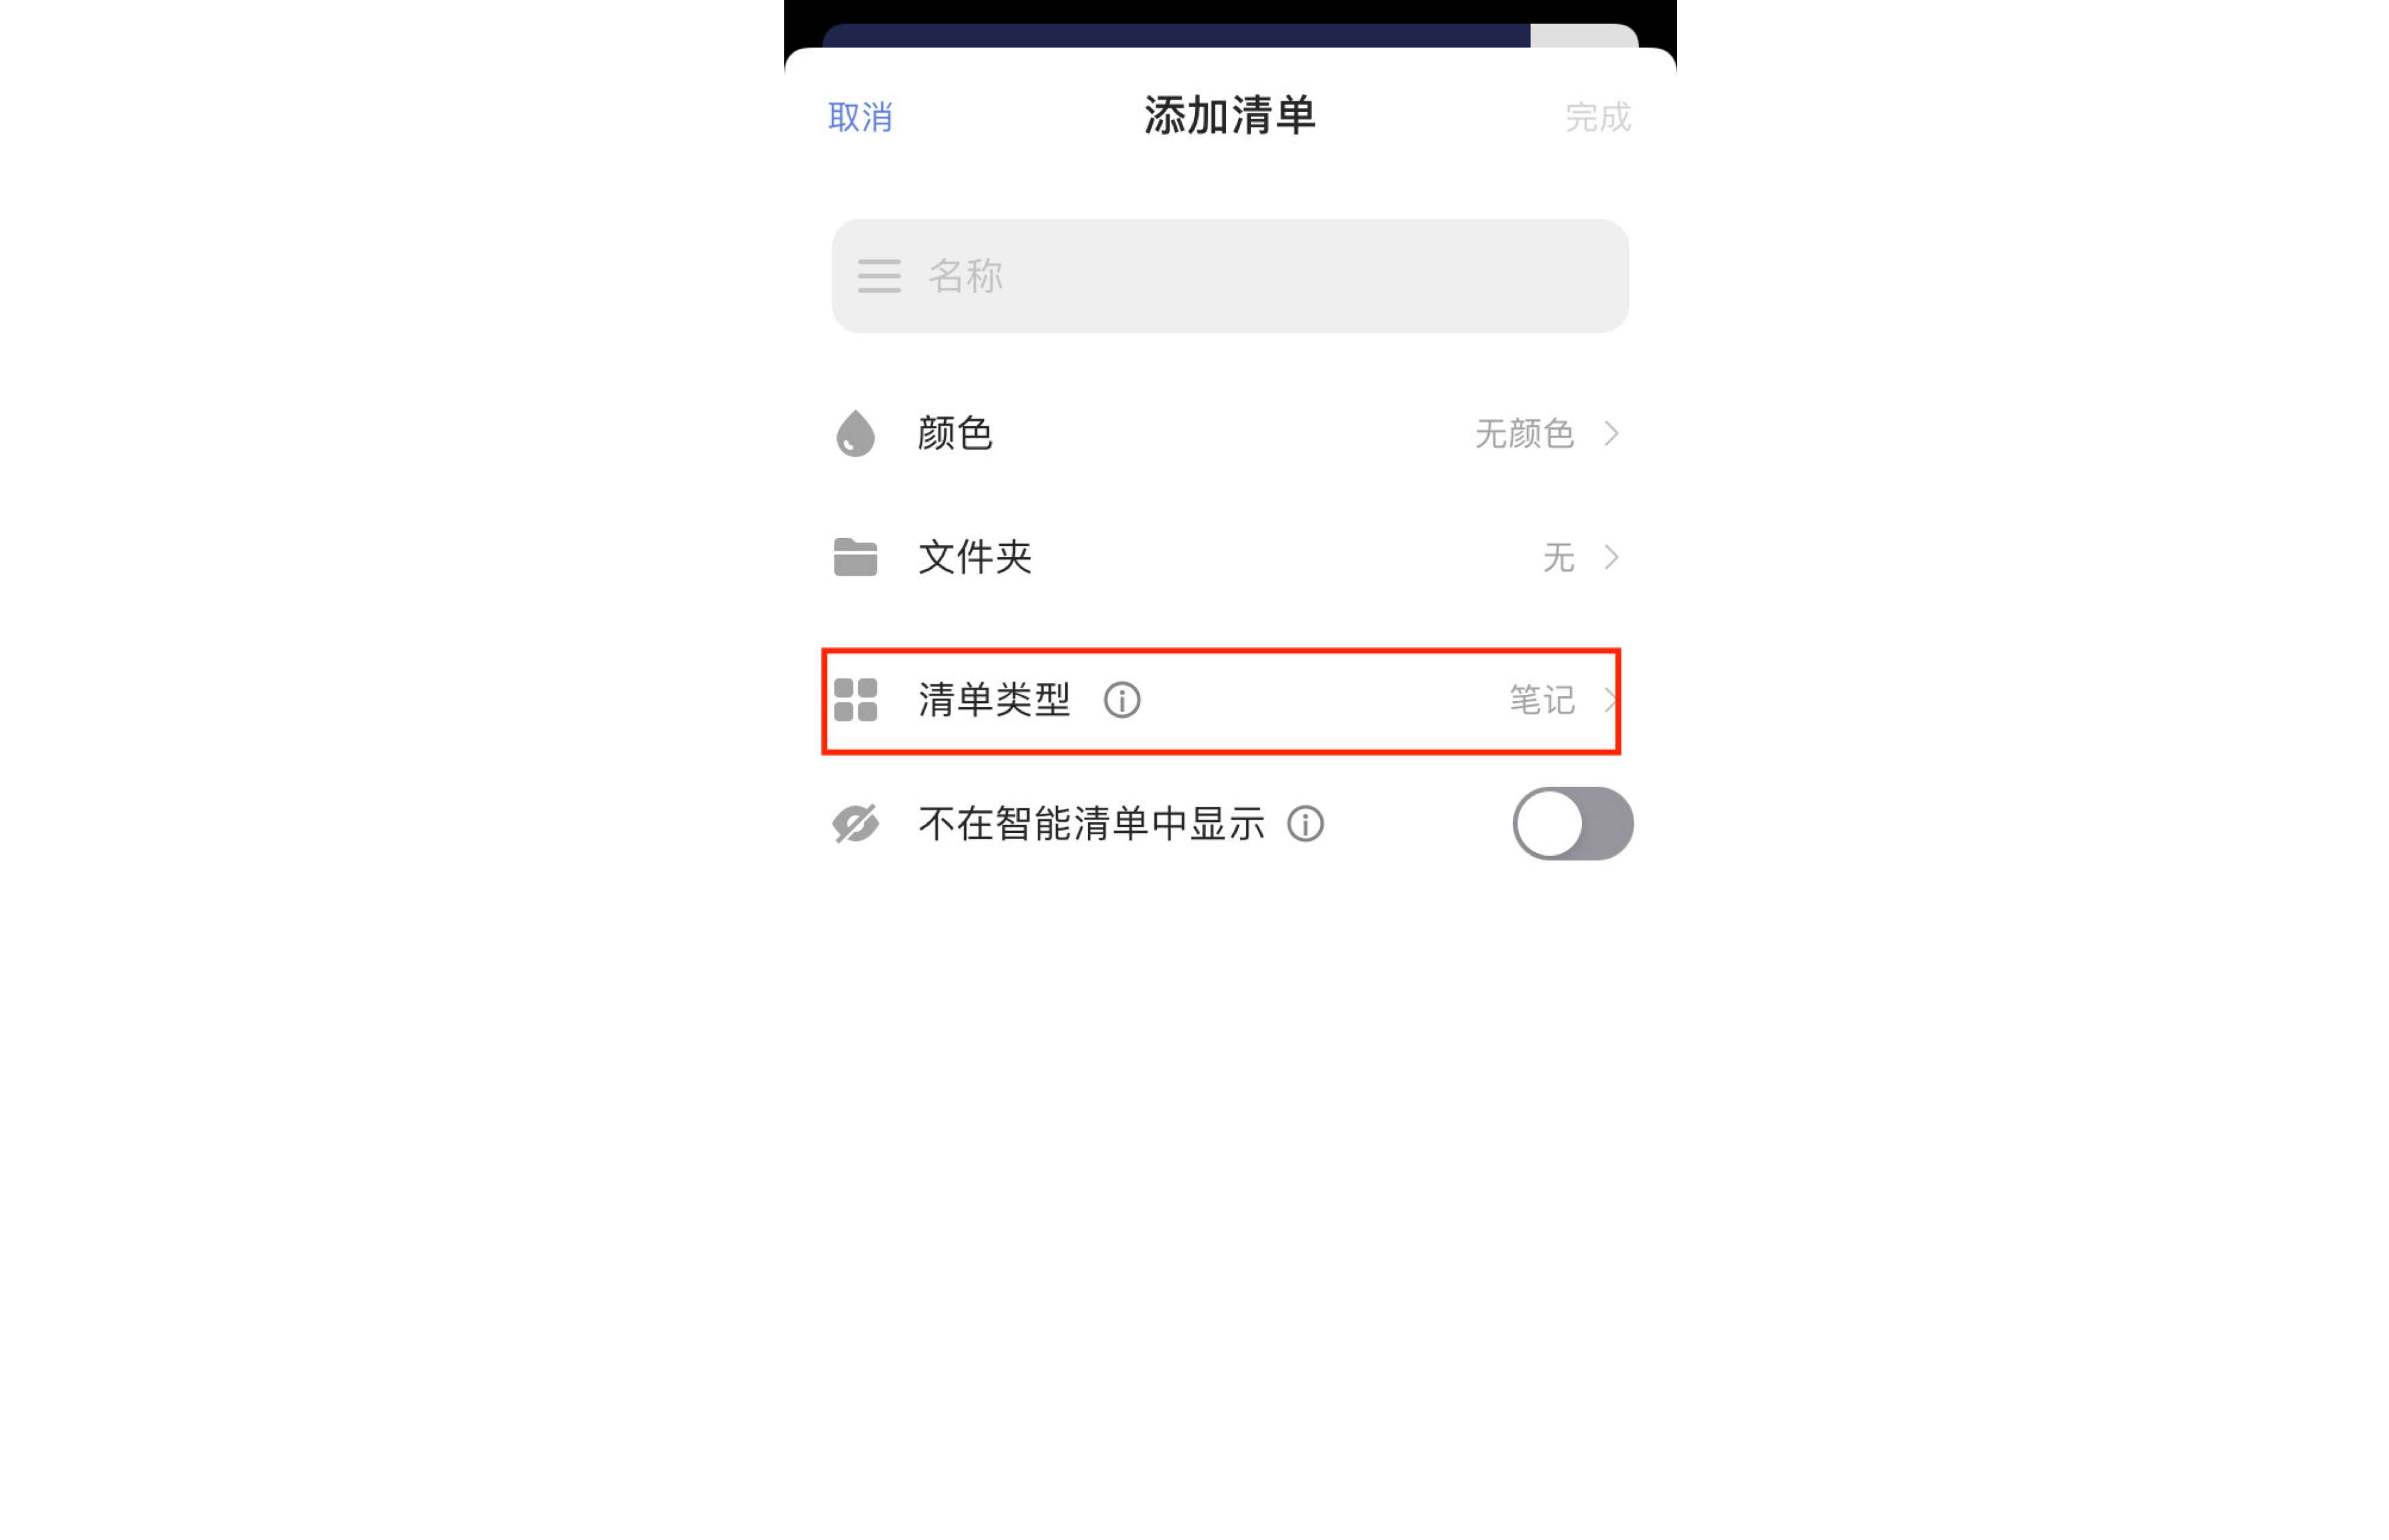 取消 添加清单 完成
名称
颜色 无颜色
文件夹 无
清单类型 笔记
不在智能清单中显示